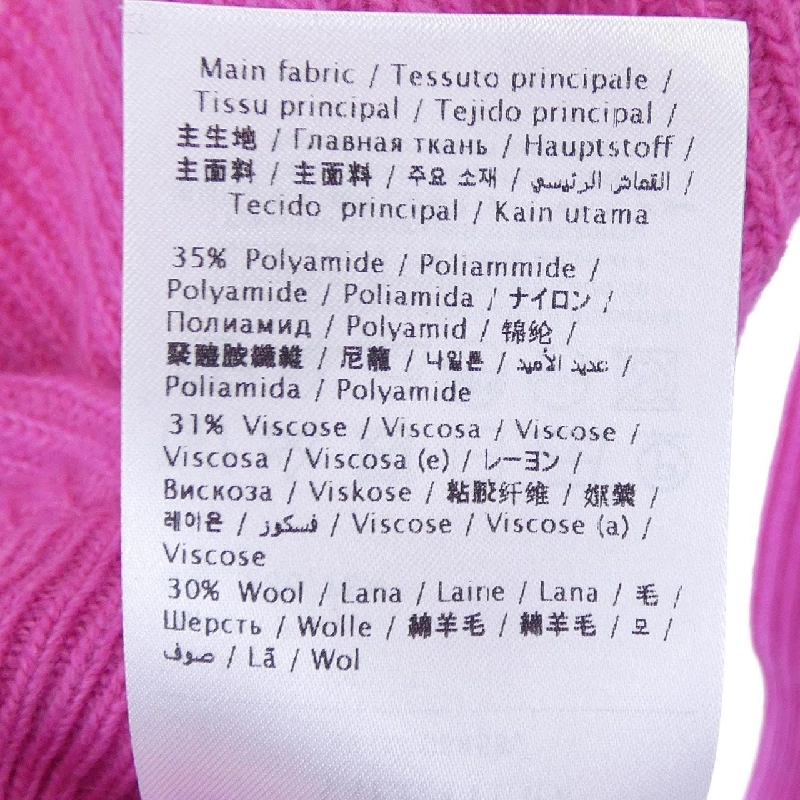 Main fabric / Tessuto principale /
Tissu principal / Tejido principal /
主生地 / Главная ткань / Hauptstoff /
主面料 / 主面料 / 주요 소재 / القماش الرئيسي /
Tecido principal / Kain utama
35% Polyamide / Poliammide /
Polyamide / Poliamida / ナイロン /
Полиамид / Polyamid / 锦纶 /
聚醯胺纖維 / 尼龍 / 나일론 / عديد الأميد /
Poliamida / Polyamide
31% Viscose / Viscosa / Viscose /
Viscosa / Viscosa (e) / レーヨン /
Вискоза / Viskose / 粘胶纤维 / 嫘縈 /
레이온 / فسكوز / Viscose / Viscose (a) /
Viscose
30% Wool / Lana / Laine / Lana / 毛 /
Шерсть / Wolle / 綿羊毛 / 綿羊毛 / 모 /
صوف / Lã / Wol